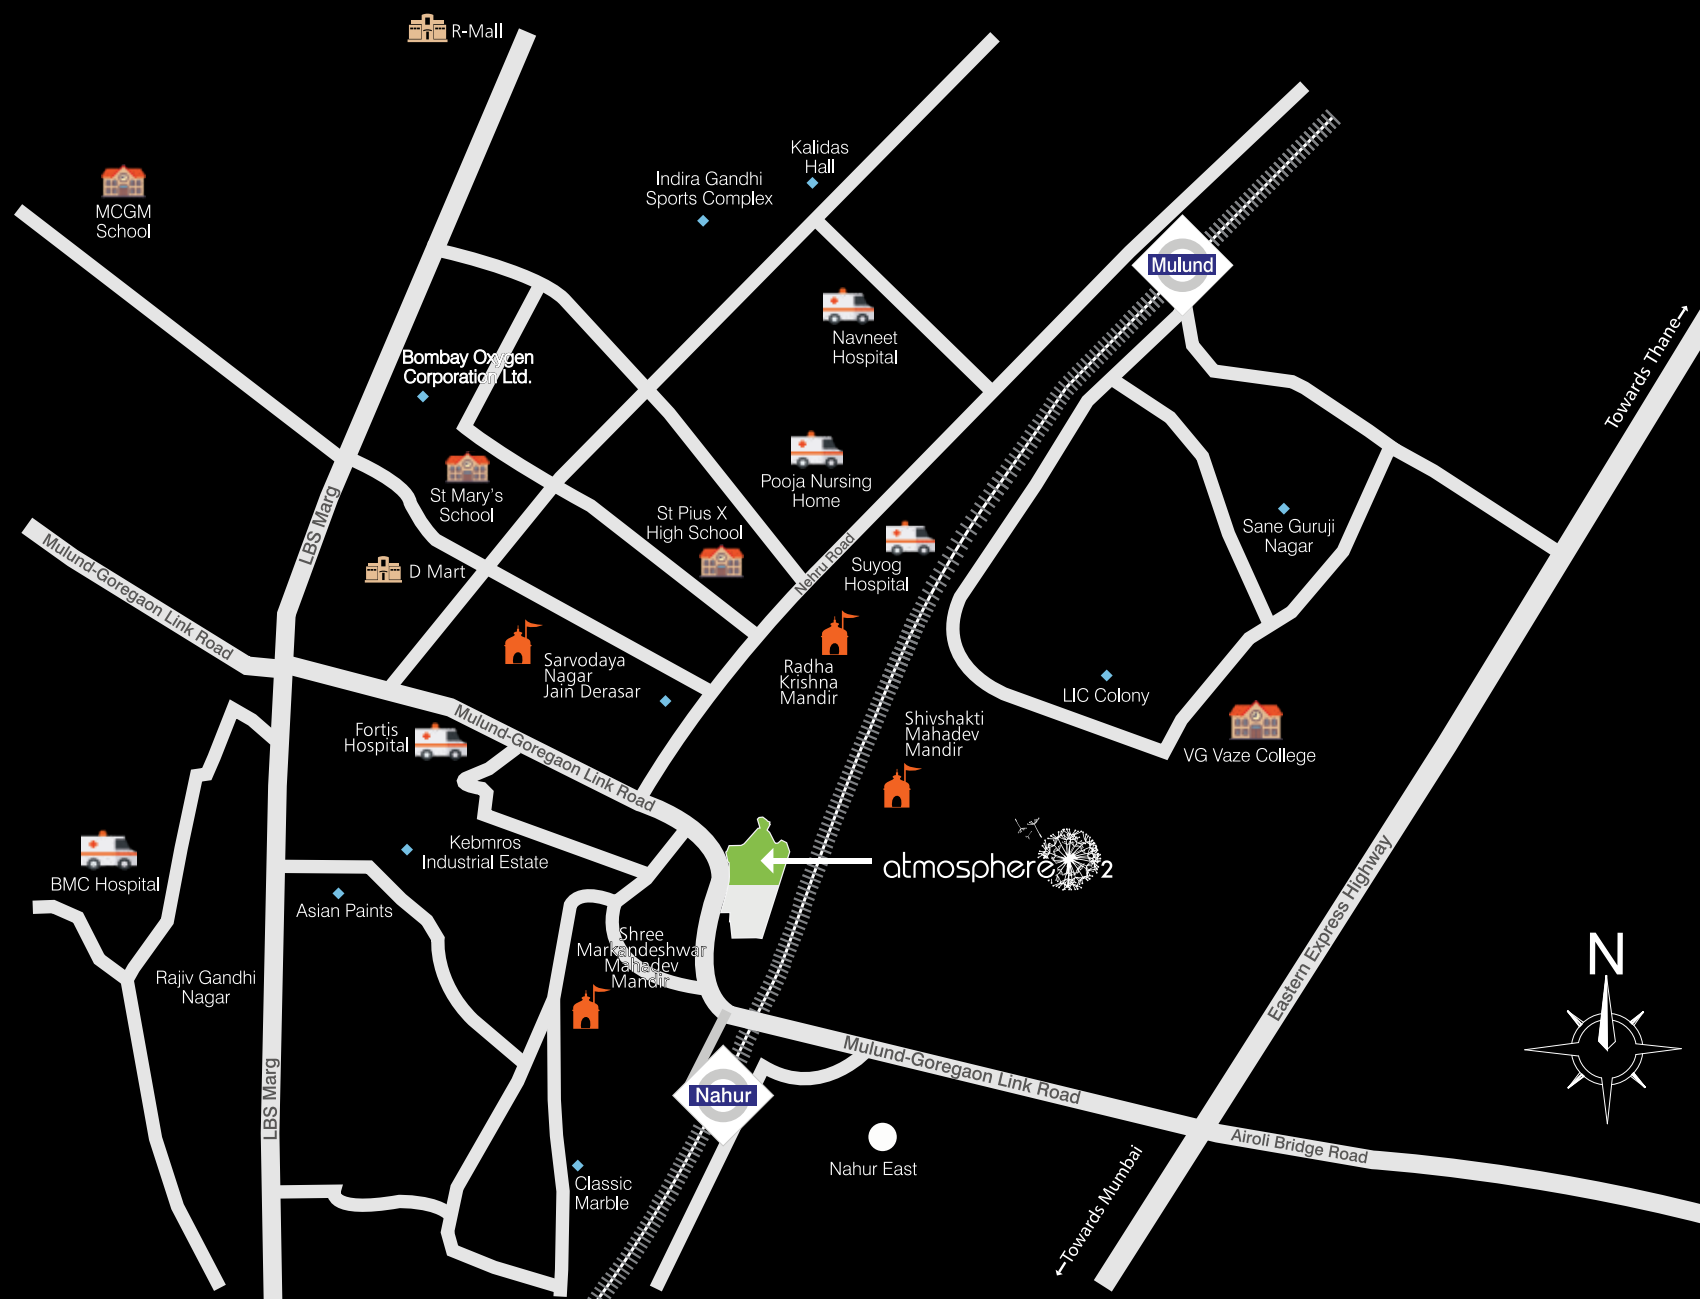 R-Mall
Kalidas
Hall
Indira Gandhi
Sports Complex
MCGM
School
Mulund
Navneet
Hospital
Towards Thane
Bombay Oxygen
Corporation Ltd.
St Mary's
School
Pooja Nursing
Home
St Pius X
High School
Sane Guruji
Nagar
LBS Marg
Nehru Road
Suyog
Hospital
D Mart
Mulund-Goregaon Link Road
Sarvodaya
Nagar
Jain Derasar
Radha
Krishna
Mandir
LIC Colony
Fortis
Hospital
Mulund-Goregaon Link Road
Shivshakti
Mahadev
Mandir
VG Vaze College
Kebmros
Industrial Estate
atmosphere 2
BMC Hospital
Asian Paints
Eastern Express Highway
Shree
Markandeshwar
Mahadev
Mandir
Rajiv Gandhi
Nagar
N
LBS Marg
Mulund-Goregaon Link Road
Nahur
Airoli Bridge Road
Nahur East
Classic
Marble
Towards Mumbai